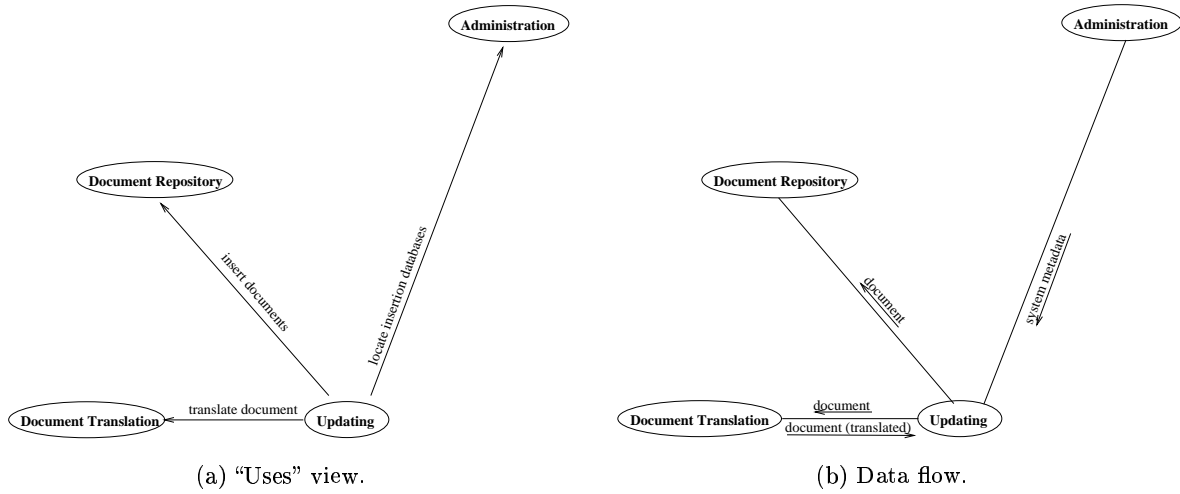 Administration
Document Repository
insert documents
locate insertion databases
translate document
Document Translation
Updating
(a) “Uses” view.
Administration
Document Repository
document
system metadata
document
Document Translation
document (translated)
Updating
(b) Data flow.